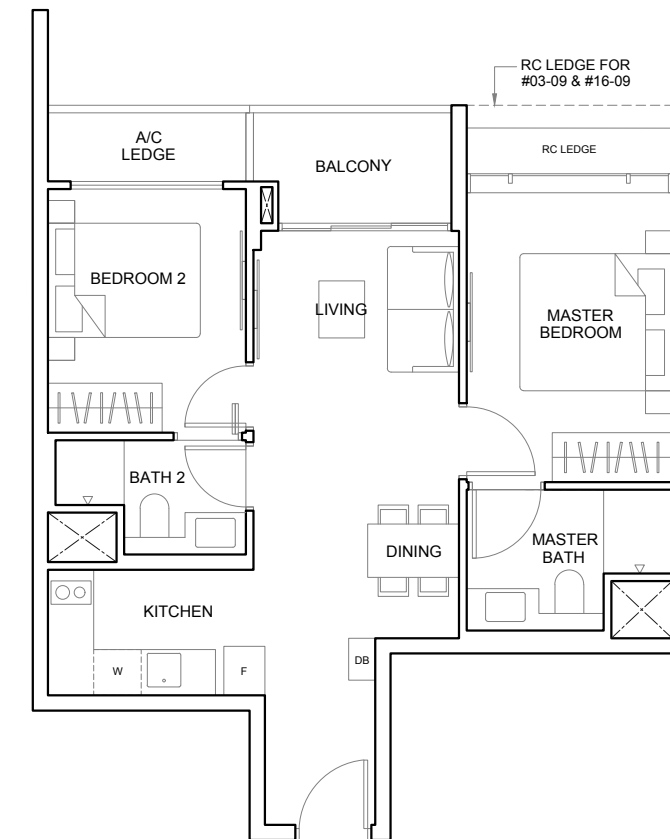 RC LEDGE FOR
#03-09 & #16-09
A/C
LEDGE
BALCONY
RC LEDGE
BEDROOM 2
LIVING
MASTER
BEDROOM
BATH 2
DINING
MASTER
BATH
KITCHEN
W
F
DB